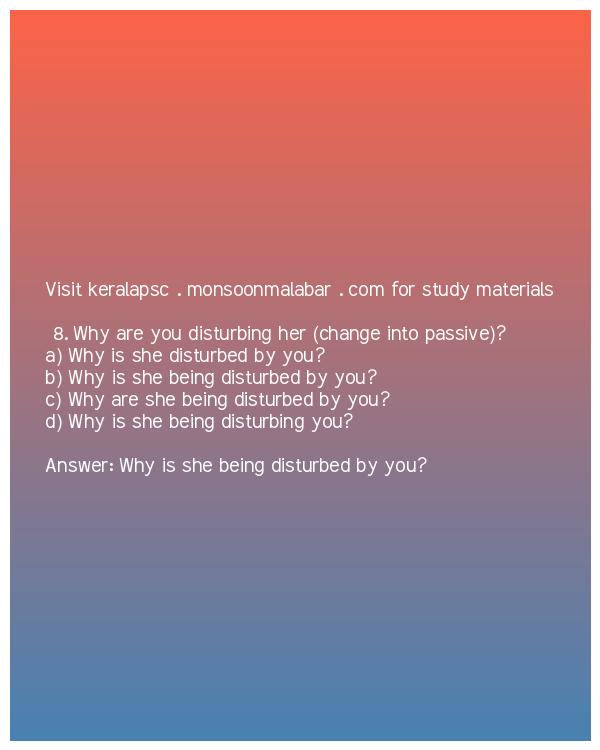 Visit keralapsc . monsoonmalabar . com for study materials
8. Why are you disturbing her (change into passive)?
a) Why is she disturbed by you?
b) Why is she being disturbed by you?
c) Why are she being disturbed by you?
d) Why is she being disturbing you?
Answer: Why is she being disturbed by you?